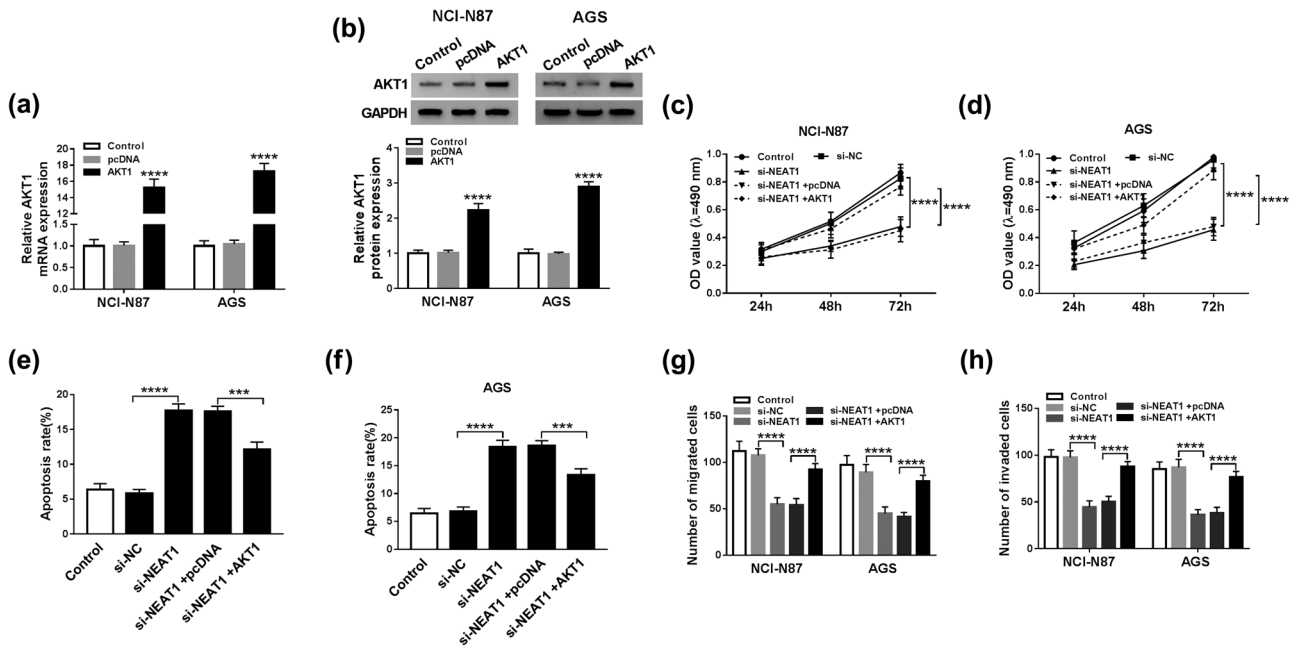 (a)
Relative AKT1
mRNA expression
20
18
16
14
12
10
1.5
1.0
0.5
0.0
Control
pcDNA
AKT1
****
****
NCI-N87
AGS
(b)
NCI-N87
AGS
Control
pcDNA
AKT1
Control
pcDNA
AKT1
AKT1
GAPDH
Relative AKT1
protein expression
4
3
2
1
0
Control
pcDNA
AKT1
****
****
NCI-N87
AGS
(c)
NCI-N87
OD value (λ=490 nm)
1.0
0.8
0.6
0.4
0.2
0.0
Control
si-NC
si-NEAT1
si-NEAT1 +pcDNA
si-NEAT1 +AKT1
****
****
24h
48h
72h
(d)
AGS
OD value (λ=490 nm)
1.0
0.8
0.6
0.4
0.2
0.0
Control
si-NC
si-NEAT1
si-NEAT1 +pcDNA
si-NEAT1 +AKT1
****
****
24h
48h
72h
(e)
Apoptosis rate(%)
20
15
10
5
0
****
***
Control
si-NC
si-NEAT1
si-NEAT1 +pcDNA
si-NEAT1 +AKT1
(f)
AGS
Apoptosis rate(%)
25
20
15
10
5
0
****
***
Control
si-NC
si-NEAT1
si-NEAT1 +pcDNA
si-NEAT1 +AKT1
(g)
Number of migrated cells
150
100
50
0
Control
si-NC
si-NEAT1
si-NEAT1 +pcDNA
si-NEAT1 +AKT1
****
****
****
****
NCI-N87
AGS
(h)
Number of invaded cells
150
100
50
0
Control
si-NC
si-NEAT1
si-NEAT1 +pcDNA
si-NEAT1 +AKT1
****
****
****
****
NCI-N87
AGS